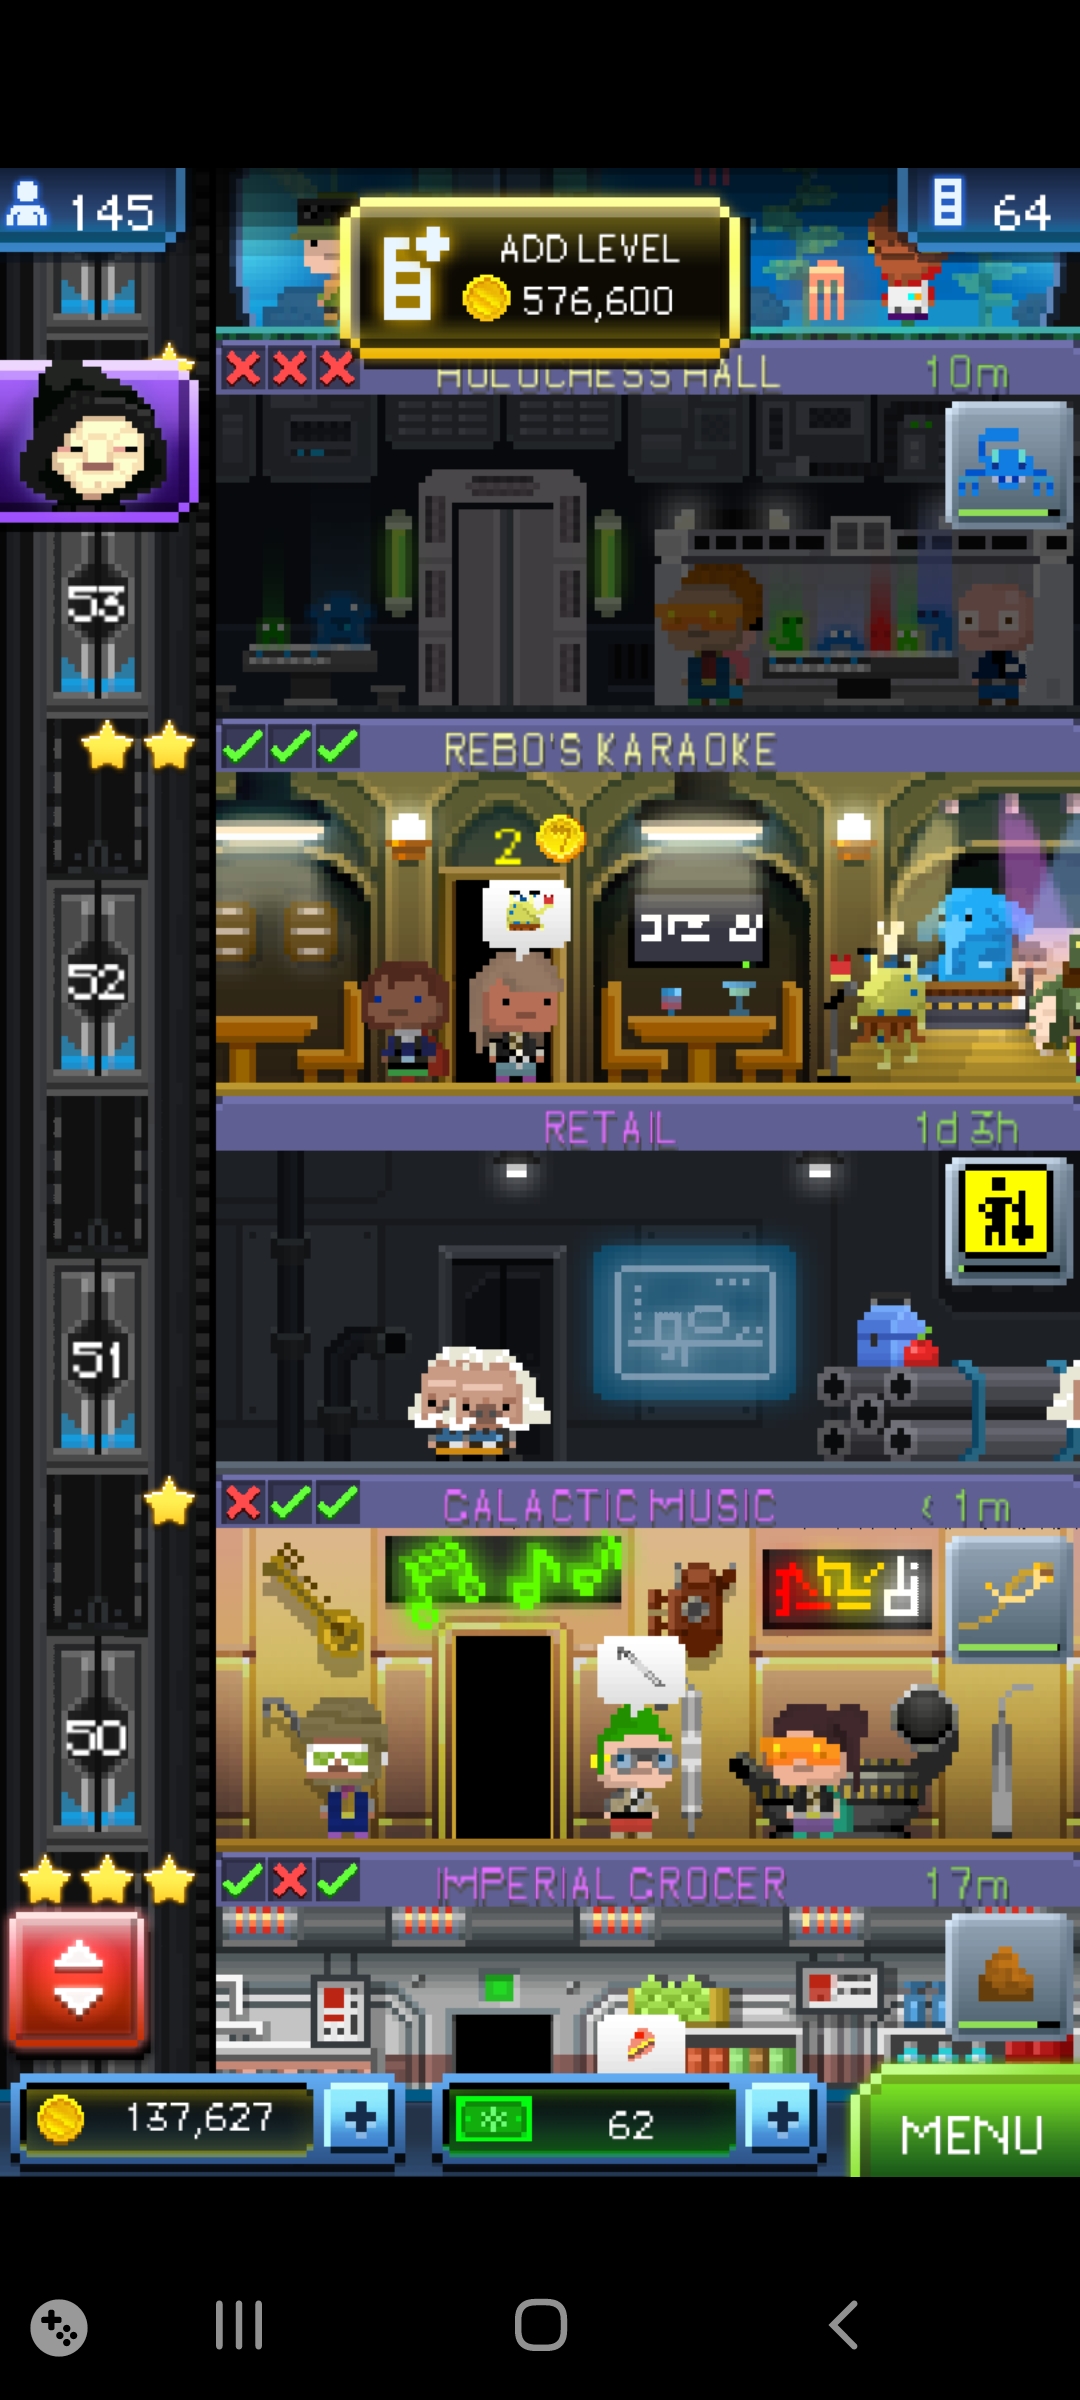 145
ADD LEVEL
576,600
64
HOLOCHESS HALL
10m
53
REBO'S KARAOKE
2
52
RETAIL
1d 3h
51
GALACTIC MUSIC
< 1m
50
IMPERIAL GROCER
17m
137,627
62
MENU